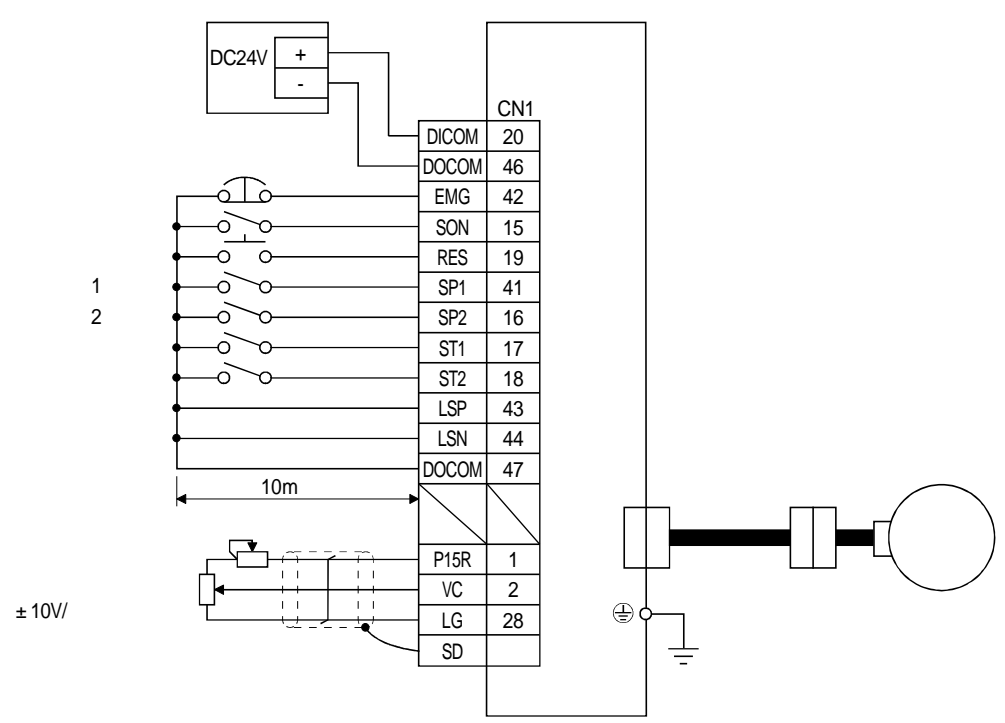 DC24V +
-
CN1
DICOM 20
DOCOM 46
EMG 42
SON 15
RES 19
1 SP1 41
2 SP2 16
ST1 17
ST2 18
LSP 43
LSN 44
DOCOM 47
10m
P15R 1
VC 2
± 10V/ LG 28
SD